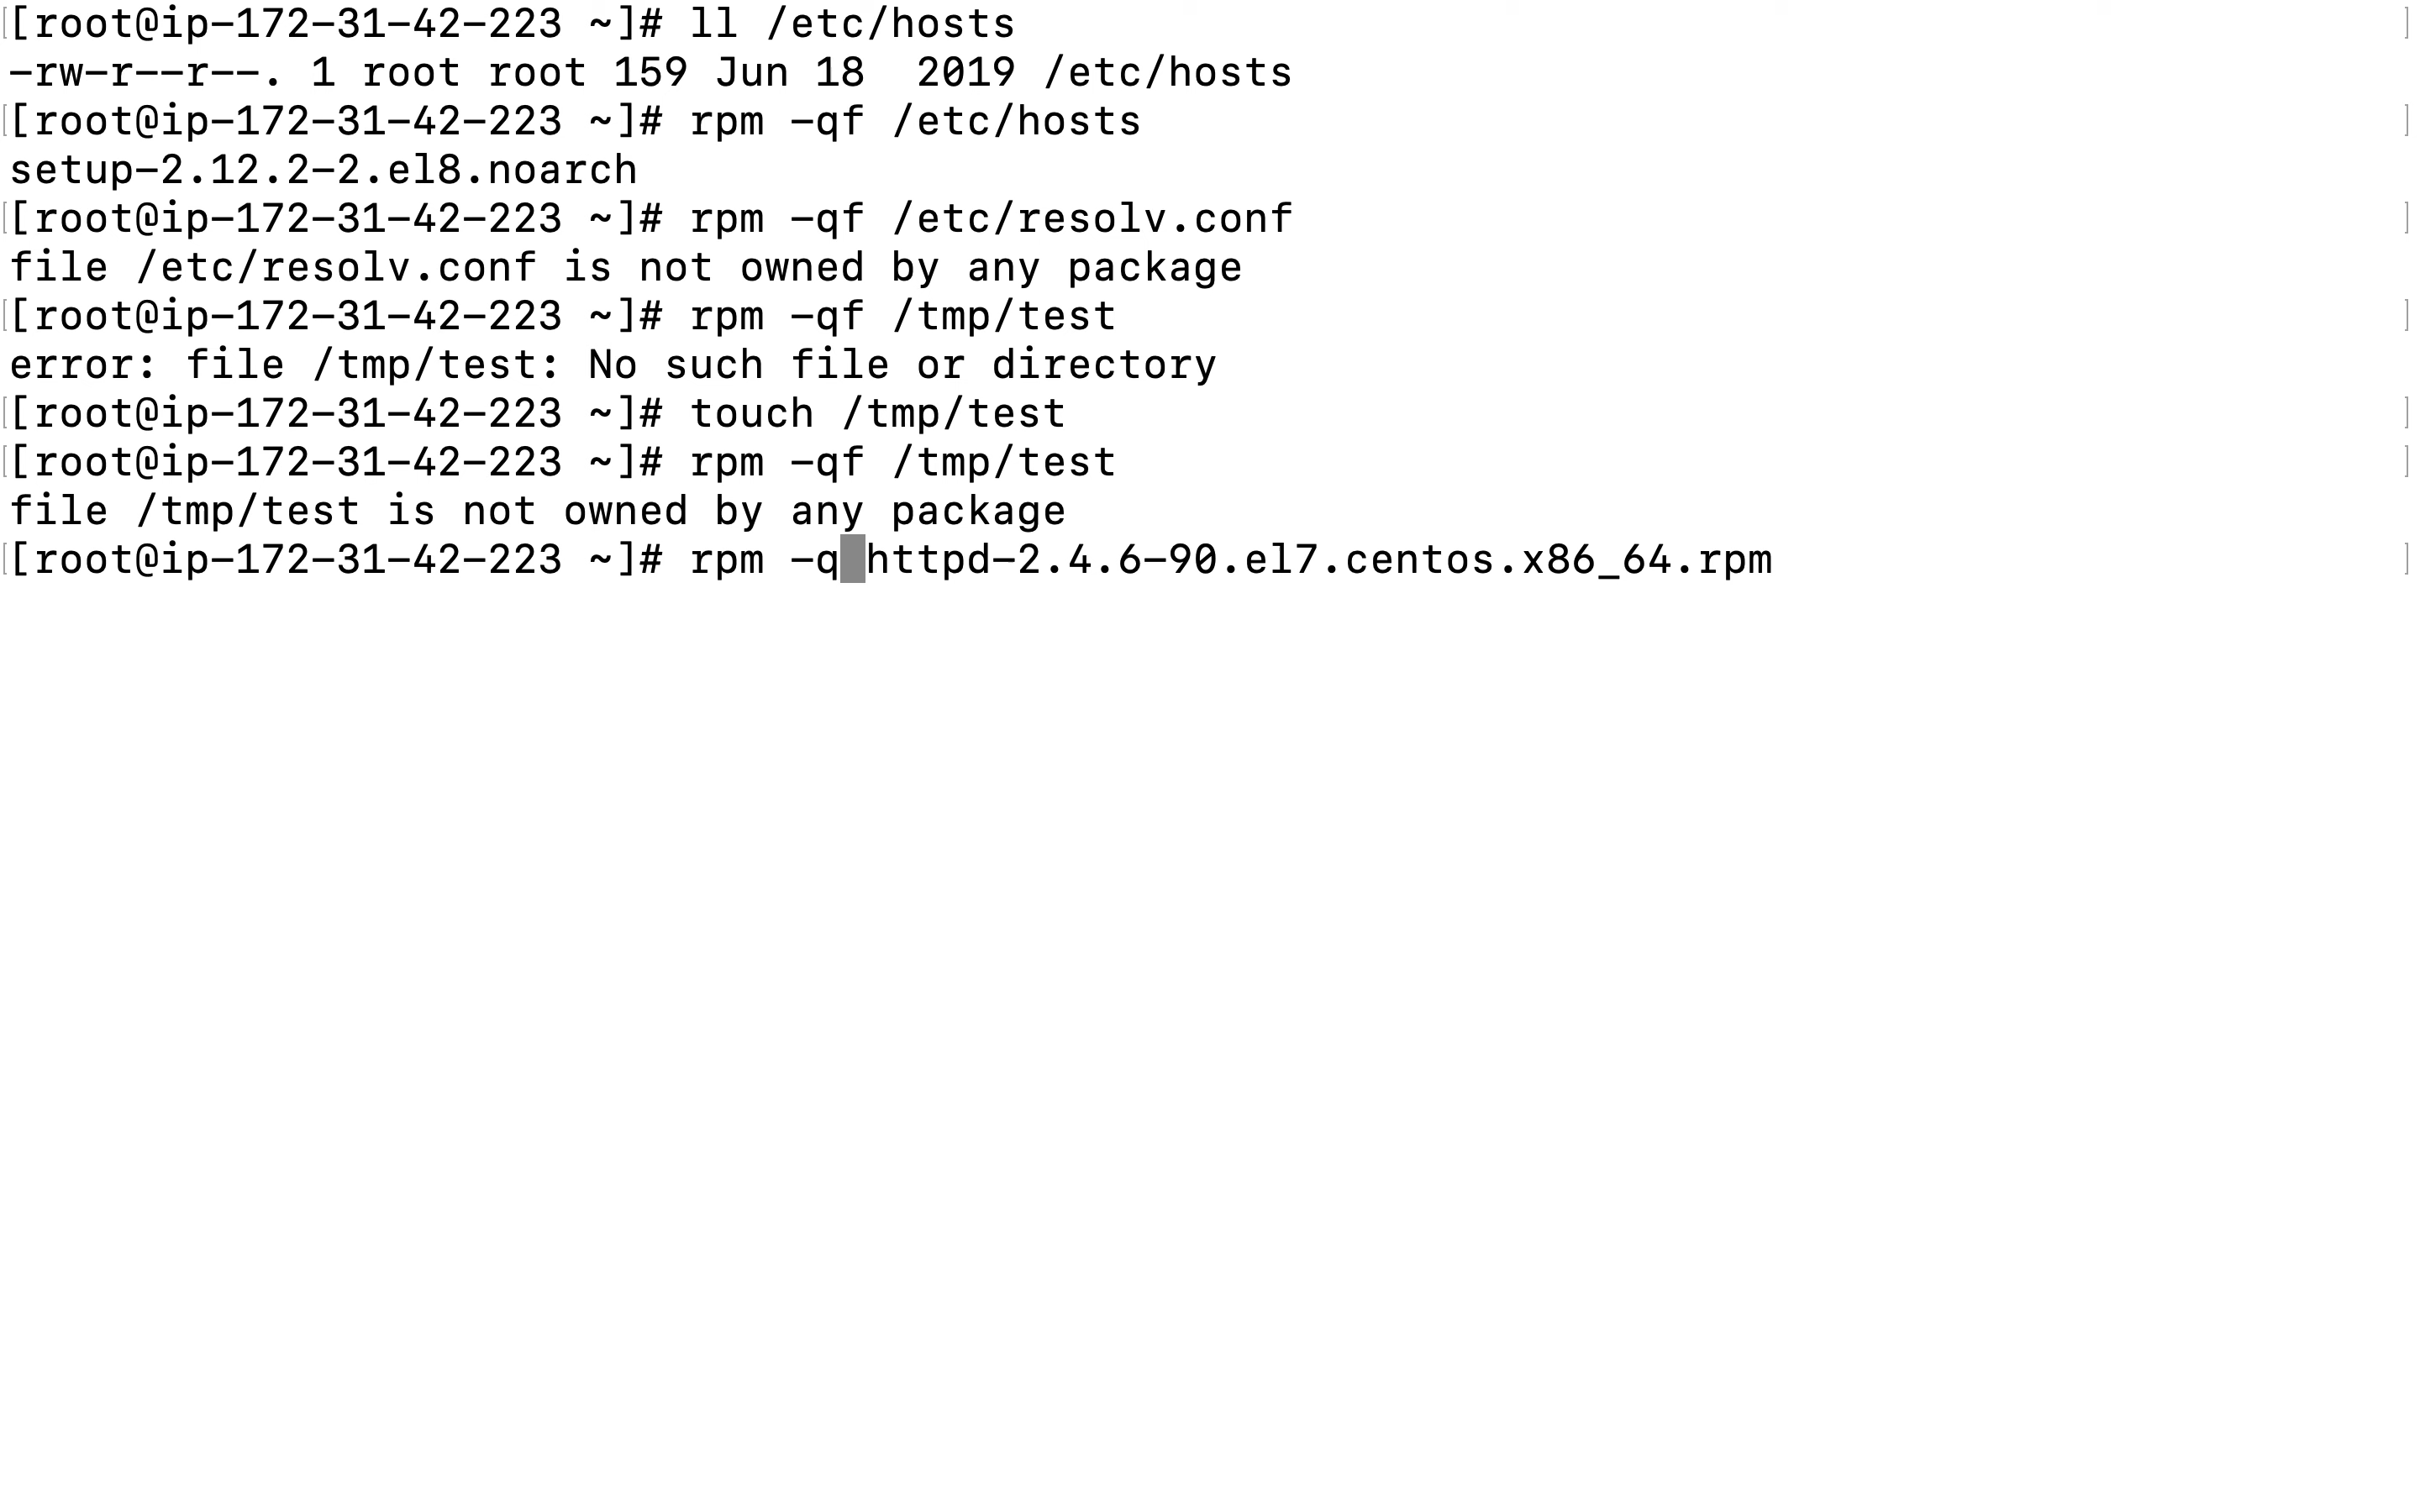 [root@ip-172-31-42-223 ~]# ll /etc/hosts
-rw-r--r--. 1 root root 159 Jun 18  2019 /etc/hosts
[root@ip-172-31-42-223 ~]# rpm -qf /etc/hosts
setup-2.12.2-2.el8.noarch
[root@ip-172-31-42-223 ~]# rpm -qf /etc/resolv.conf
file /etc/resolv.conf is not owned by any package
[root@ip-172-31-42-223 ~]# rpm -qf /tmp/test
error: file /tmp/test: No such file or directory
[root@ip-172-31-42-223 ~]# touch /tmp/test
[root@ip-172-31-42-223 ~]# rpm -qf /tmp/test
file /tmp/test is not owned by any package
[root@ip-172-31-42-223 ~]# rpm -q httpd-2.4.6-90.el7.centos.x86_64.rpm